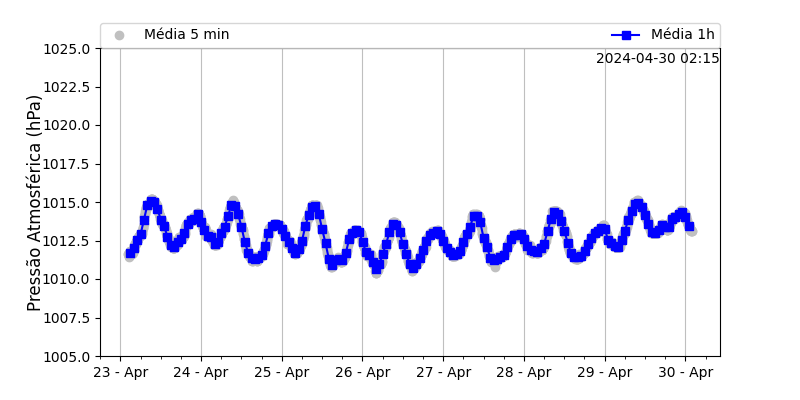 Média 5 min
Média 1h
2024-04-30 02:15
Pressão Atmosférica (hPa)
1025.0
1022.5
1020.0
1017.5
1015.0
1012.5
1010.0
1007.5
1005.0
23 - Apr
24 - Apr
25 - Apr
26 - Apr
27 - Apr
28 - Apr
29 - Apr
30 - Apr